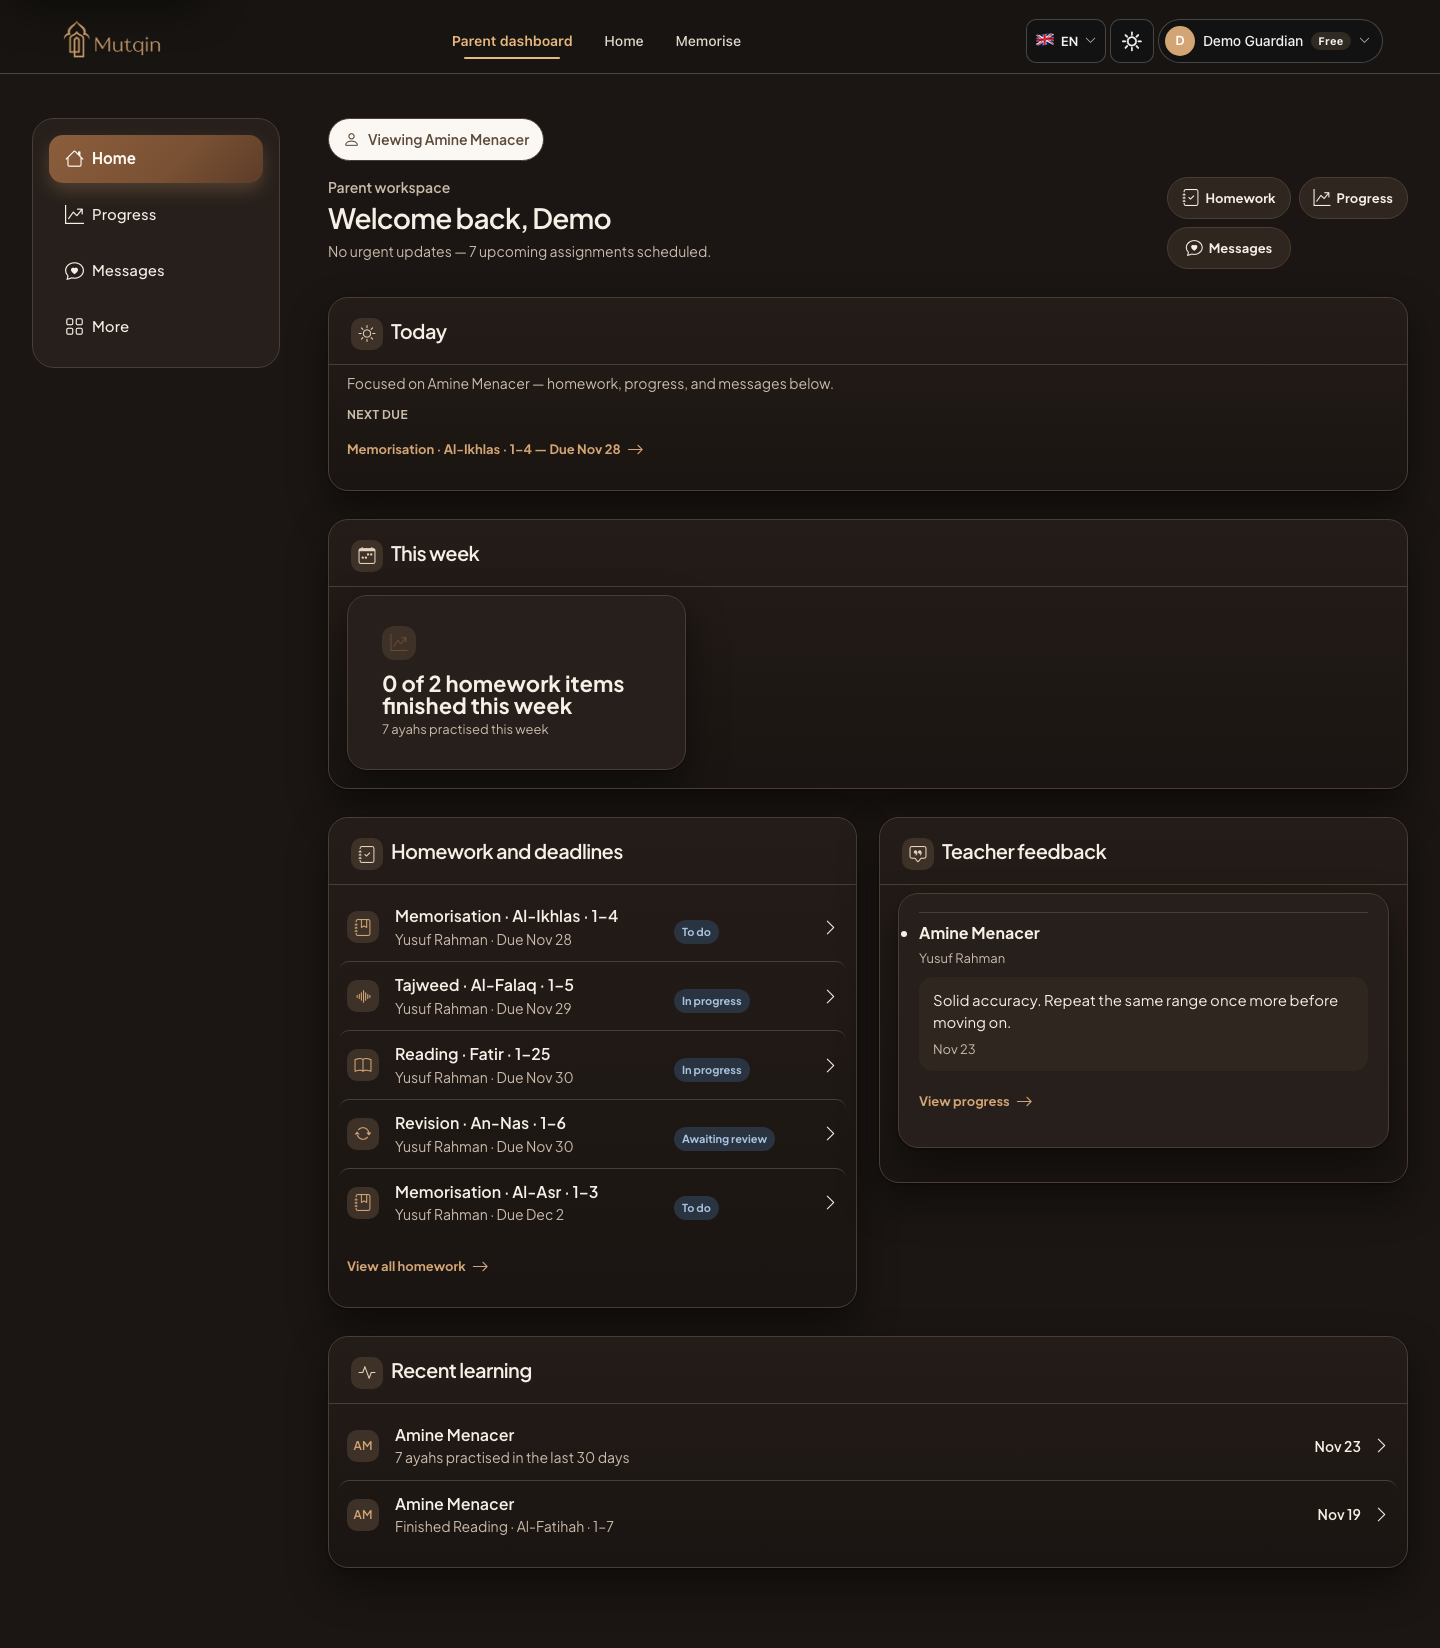 Mutqin
Parent dashboard
Home
Memorise
EN
D
Demo Guardian
Free
Home
Progress
Messages
More
Viewing Amine Menacer
Parent workspace
Welcome back, Demo
No urgent updates — 7 upcoming assignments scheduled.
Homework
Progress
Messages
Today
Focused on Amine Menacer — homework, progress, and messages below.
NEXT DUE
Memorisation · Al-Ikhlas · 1–4 — Due Nov 28
This week
0 of 2 homework items
finished this week
7 ayahs practised this week
Homework and deadlines
Memorisation · Al-Ikhlas · 1–4
Yusuf Rahman · Due Nov 28
To do
Tajweed · Al-Falaq · 1–5
Yusuf Rahman · Due Nov 29
In progress
Reading · Fatir · 1–25
Yusuf Rahman · Due Nov 30
In progress
Revision · An-Nas · 1–6
Yusuf Rahman · Due Nov 30
Awaiting review
Memorisation · Al-Asr · 1–3
Yusuf Rahman · Due Dec 2
To do
View all homework
Teacher feedback
Amine Menacer
Yusuf Rahman
Solid accuracy. Repeat the same range once more before
moving on.
Nov 23
View progress
Recent learning
AM
Amine Menacer
7 ayahs practised in the last 30 days
Nov 23
AM
Amine Menacer
Finished Reading · Al-Fatihah · 1–7
Nov 19